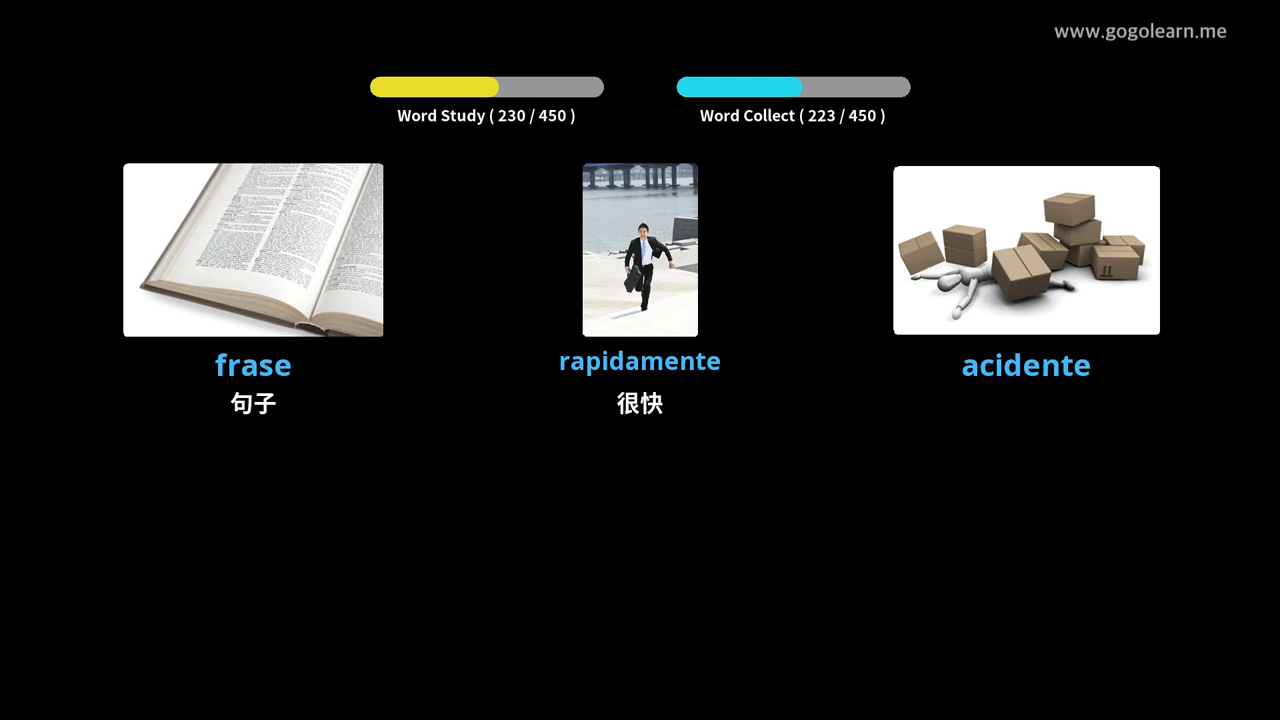 www.gogolearn.me
Word Study ( 230 / 450 )
Word Collect ( 223 / 450 )
frase
rapidamente
acidente
句子
很快